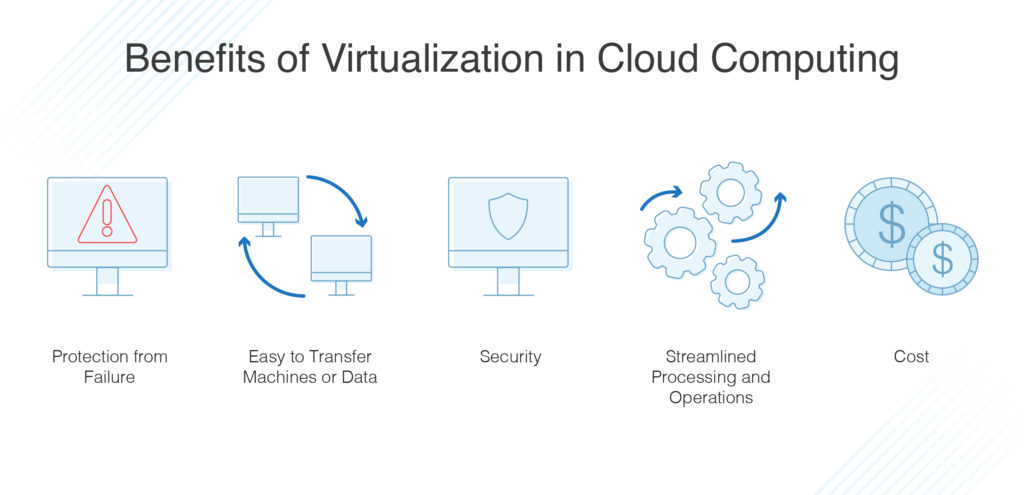 Benefits of Virtualization in Cloud Computing
$
$
Protection from
Failure
Easy to Transfer
Machines or Data
Security
Streamlined
Processing and
Operations
Cost